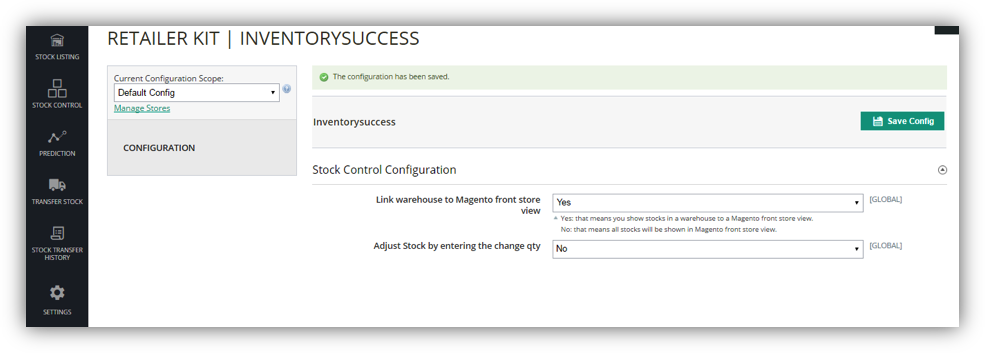 RETAILER KIT | INVENTORYSUCCESS
STOCK LISTING
STOCK CONTROL
PREDICTION
TRANSFER STOCK
STOCK TRANSFER
HISTORY
SETTINGS
Current Configuration Scope:
Default Config
Manage Stores
CONFIGURATION
The configuration has been saved.
Inventorysuccess
Save Config
Stock Control Configuration
Link warehouse to Magento front store
view
Yes
[GLOBAL]
Yes: that means you show stocks in a warehouse to a Magento front store view.
No: that means all stocks will be shown in Magento front store view.
Adjust Stock by entering the change qty
No
[GLOBAL]